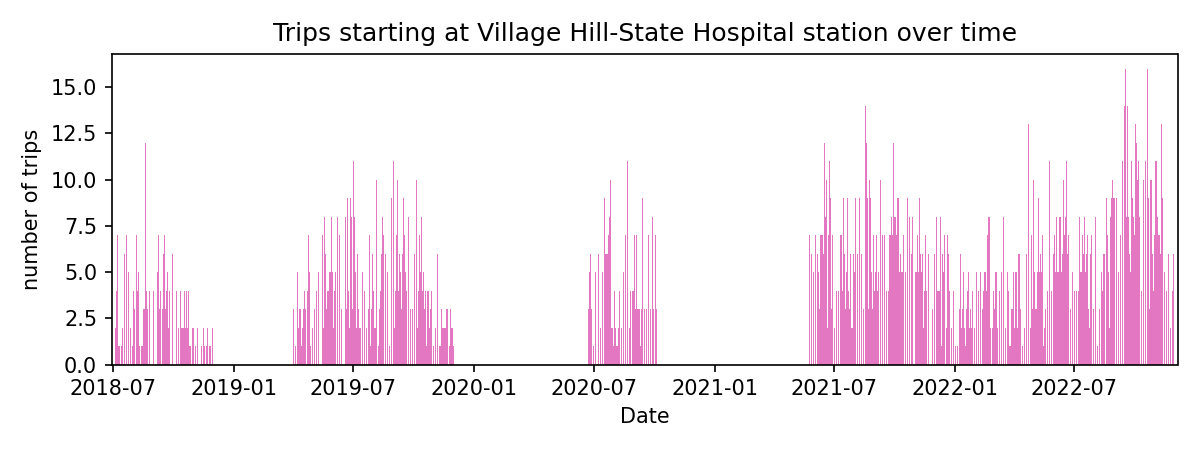 Trips starting at Village Hill-State Hospital station over time
number of trips
15.0
12.5
10.0
7.5
5.0
2.5
0.0
2018-07 2019-01 2019-07 2020-01 2020-07 2021-01 2021-07 2022-01 2022-07
Date